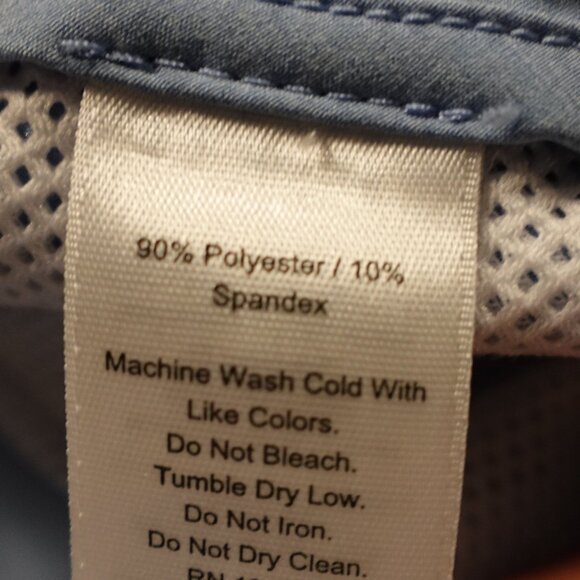 90% Polyester / 10%
Spandex
Machine Wash Cold With
Like Colors.
Do Not Bleach.
Tumble Dry Low.
Do Not Iron.
Do Not Dry Clean.
RN